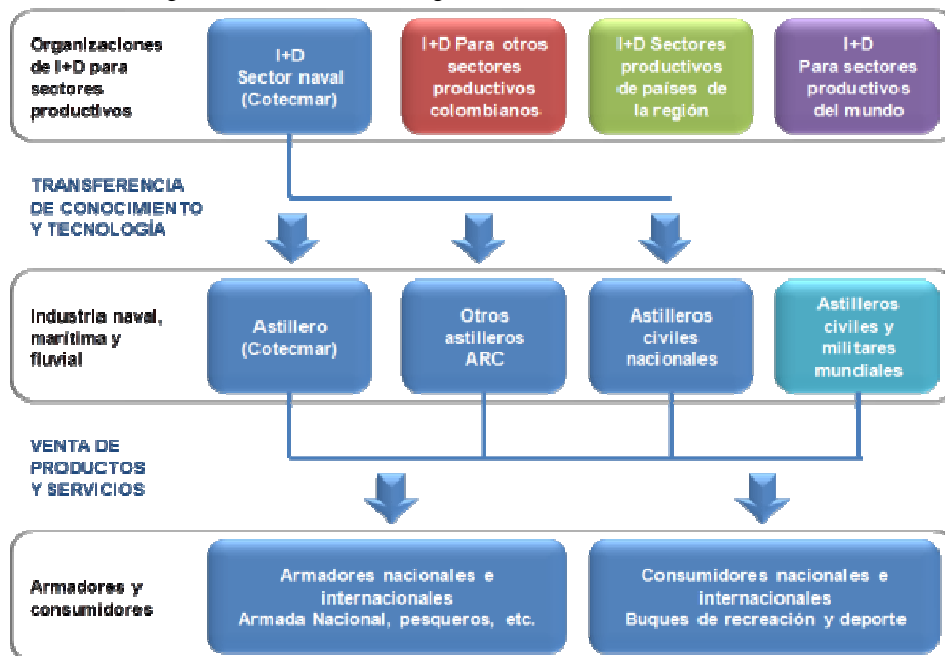 Organizaciones
de I+D para
sectores
productivos
I+D
Sector naval
(Cotecmar)
I+D Para otros
sectores
productivos
colombianos
I+D Sectores
productivos
de países de
la región
I+D
Para sectores
productivos
del mundo
TRANSFERENCIA
DE CONOCIMIENTO
Y TECNOLOGÍA
Industria naval,
marítima y
fluvial
Astillero
(Cotecmar)
Otros
astilleros
ARC
Astilleros
civiles
nacionales
Astilleros
civiles y
militares
mundiales
VENTA DE
PRODUCTOS
Y SERVICIOS
Armadores y
consumidores
Armadores nacionales e
internacionales
Armada Nacional, pesqueros, etc.
Consumidores nacionales e
internacionales
Buques de recreación y deporte